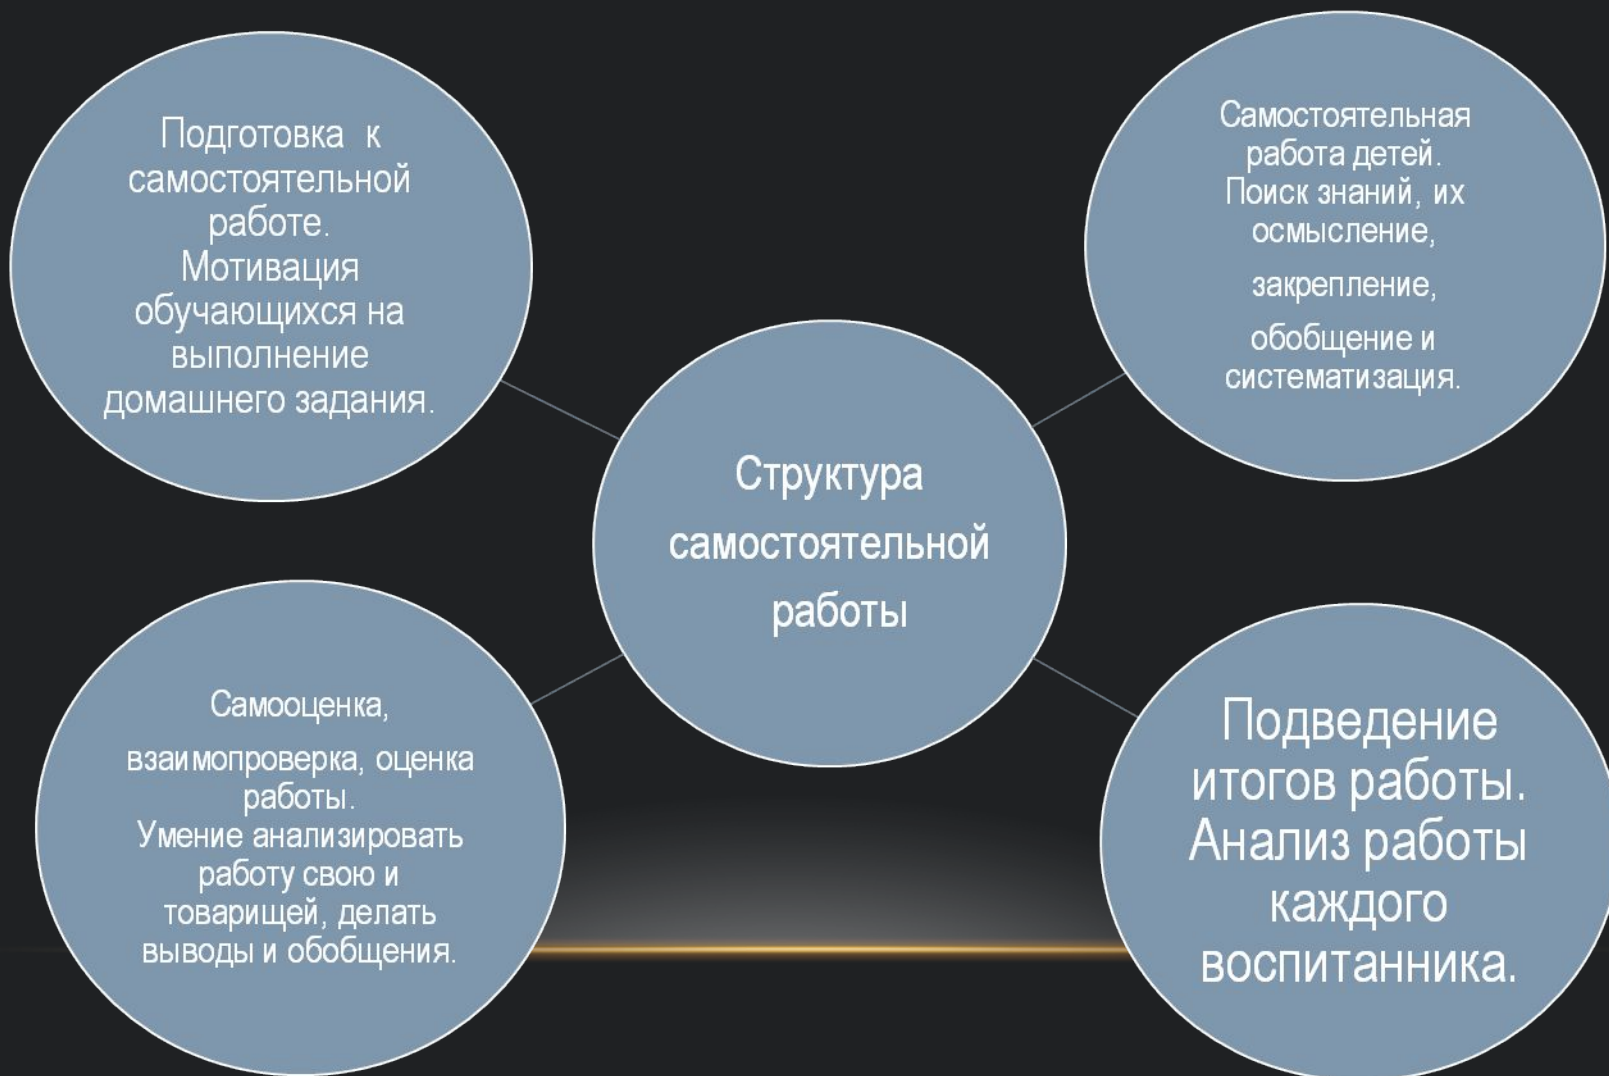 Подготовка к
самостоятельной
работе.
Мотивация
обучающихся на
выполнение
домашнего задания.
Самостоятельная
работа детей.
Поиск знаний, их
осмысление,
закрепление,
обобщение и
систематизация.
Структура
самостоятельной
работы
Самооценка,
взаимопроверка, оценка
работы.
Умение анализировать
работу свою и
товарищей, делать
выводы и обобщения.
Подведение
итогов работы.
Анализ работы
каждого
воспитанника.